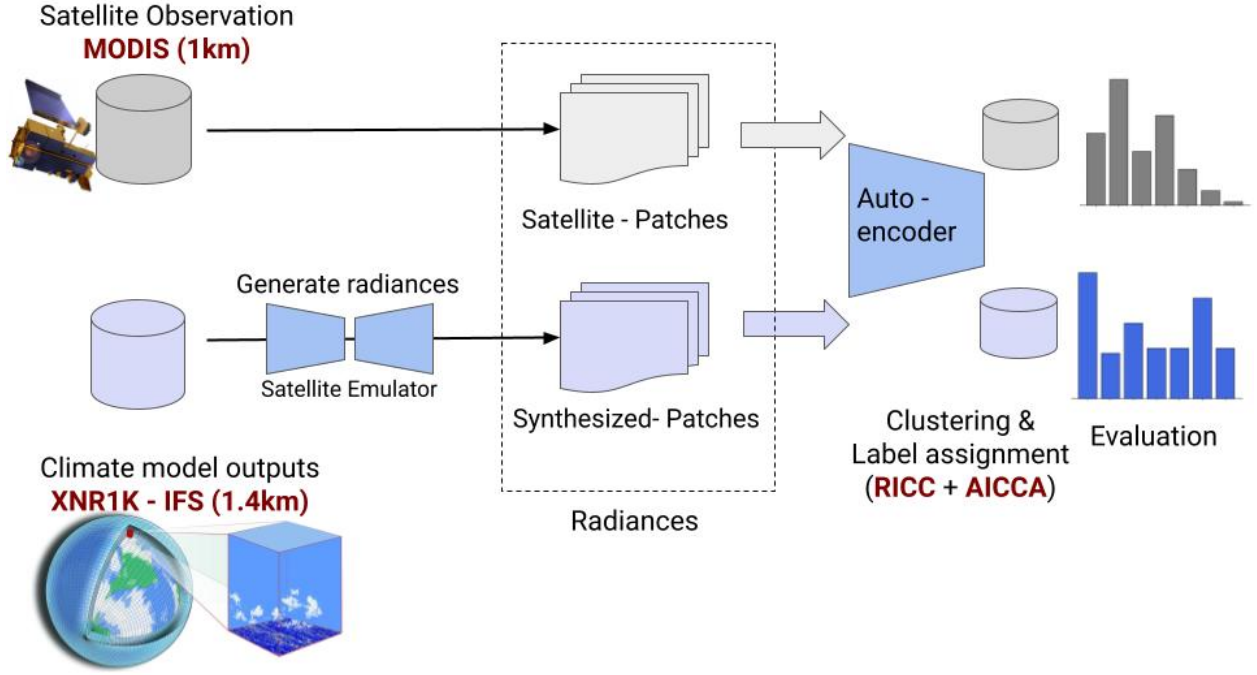 Satellite Observation
MODIS (1km)
Satellite - Patches
Auto -
encoder
Generate radiances
Satellite Emulator
Synthesized- Patches
Climate model outputs
XNR1K - IFS (1.4km)
Radiances
Clustering &
Label assignment
(RICC + AICCA)
Evaluation